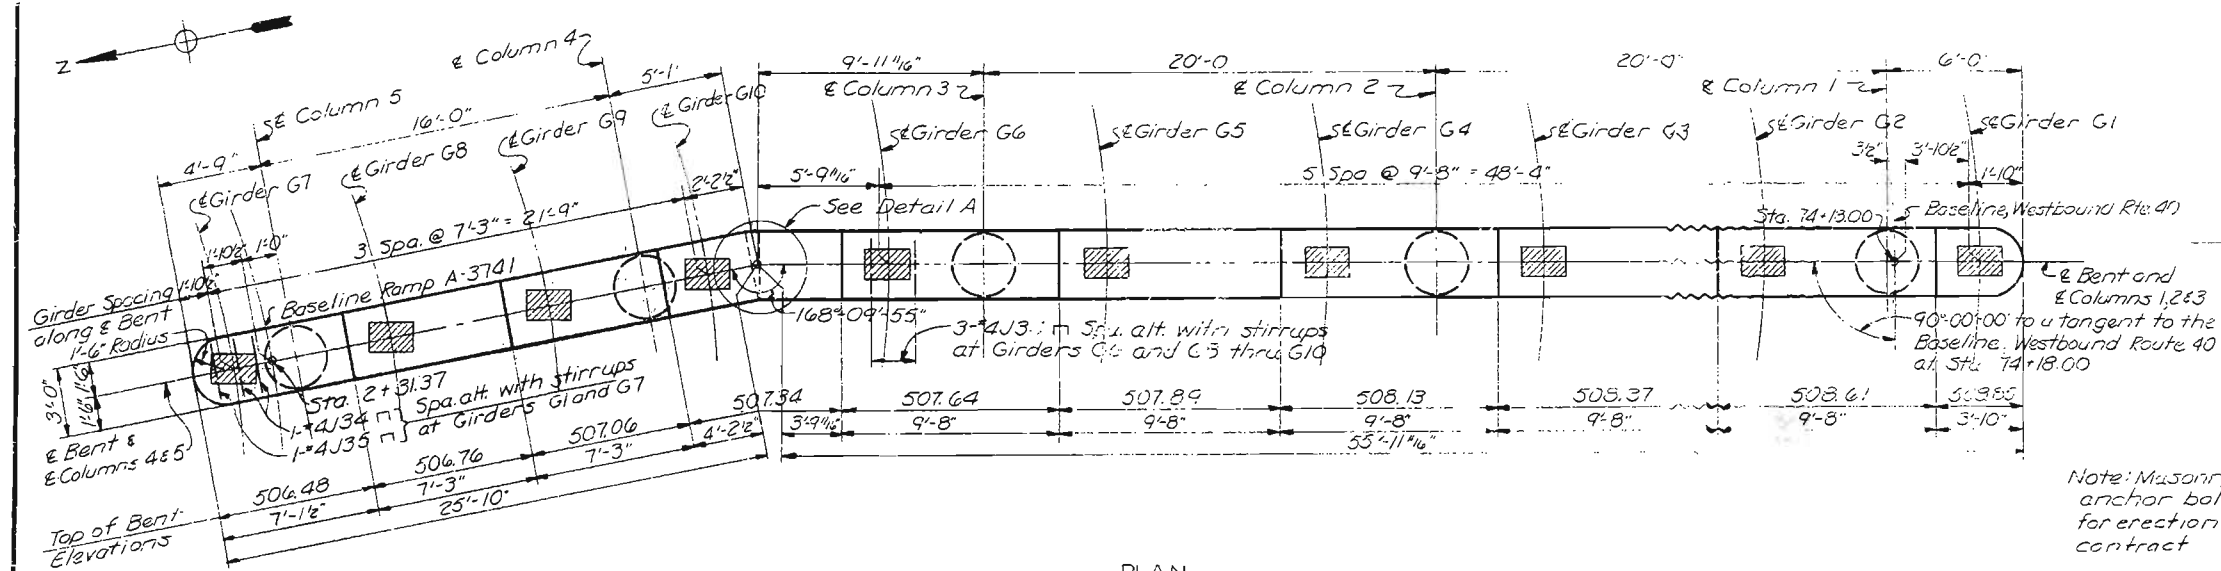 N
℄ Column 5
16'-0"
℄ Column 4
5'-1"
℄ Girder G10
℄ Girder G9
℄ Girder G8
℄ Girder G7
4'-9"
2'-2½"
3 Spa. @ 7'-3" = 21'-9"
1'-10½"
1'-0"
Baseline Ramp A-3741
Girder Spacing
along ℄ Bent
1'-10½"
1'-6" Radius
3'-0"
1'-6"
1'-6"
℄ Bent &
℄ Columns 4&5
Sta. 2+31.37
1-#4J34
1-#4J35
Spa. alt. with stirrups
at Girders G1 and G7
Top of Bent
Elevations
506.48
506.76
507.06
507.34
7'-1½"
7'-3"
7'-3"
4'-2½"
25'-10"
9'-11 11/16"
20'-0
20'-0"
6'-0"
℄ Column 3
℄ Column 2
℄ Column 1
℄ Girder G6
℄ Girder G5
℄ Girder G4
℄ Girder G3
℄ Girder G2
℄ Girder G1
3½"
3'-10½"
1'-10"
5'-9 11/16"
5 Spa @ 9'-8" = 48'-4"
See Detail A
Sta. 74+18.00
Baseline, Westbound Rte. 40
168°-09'-55"
3-#4J3
Spa. alt. with stirrups
at Girders G2 thru G6 and G8 thru G10
℄ Bent and
℄ Columns 1,2&3
90°-00'-00" to a tangent to the
Baseline, Westbound Route 40
at Sta 74+18.00
507.64
507.89
508.13
508.37
508.61
508.85
3'-9 11/16"
9'-8"
9'-8"
9'-8"
9'-8"
9'-8"
3'-10"
55'-11 11/16"
Note: Masonry
anchor bol
for erection
contract
PLAN